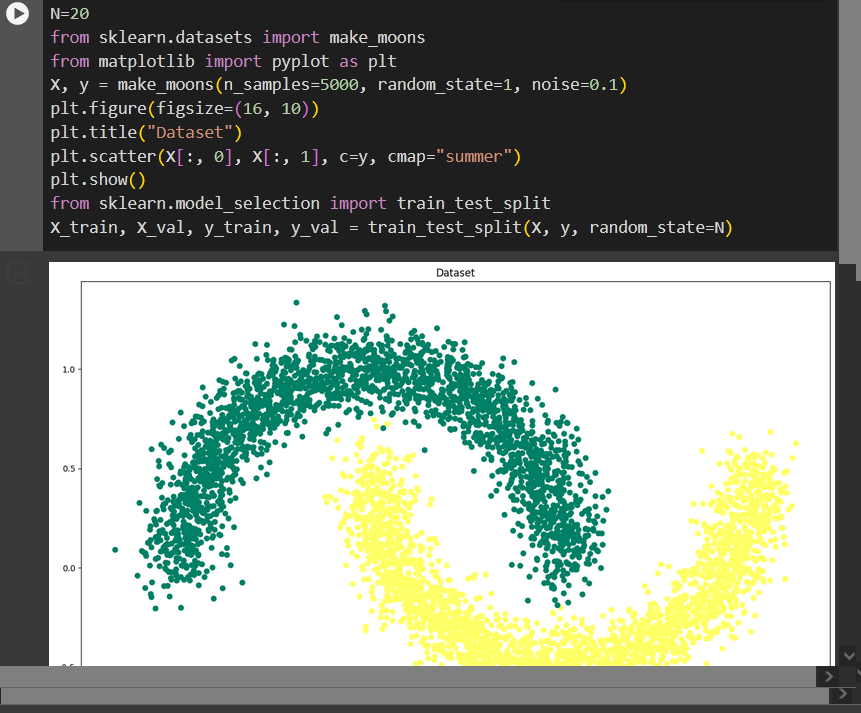 N=20
from sklearn.datasets import make_moons
from matplotlib import pyplot as plt
X, y = make_moons(n_samples=5000, random_state=1, noise=0.1)
plt.figure(figsize=(16, 10))
plt.title("Dataset")
plt.scatter(X[:, 0], X[:, 1], c=y, cmap="summer")
plt.show()
from sklearn.model_selection import train_test_split
X_train, X_val, y_train, y_val = train_test_split(X, y, random_state=N)
Dataset
1.0
0.5
0.0